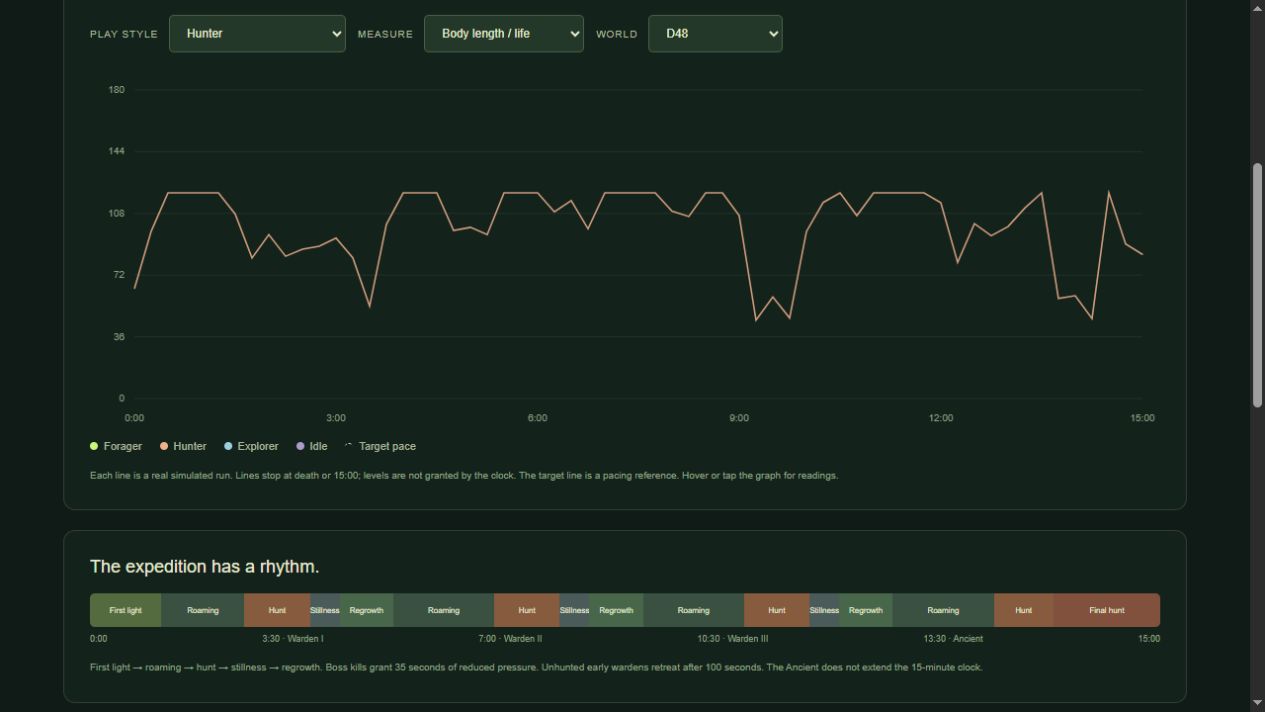 PLAY STYLE Hunter MEASURE Body length / life WORLD D48
180
144
108
72
36
0
0:00 3:00 6:00 9:00 12:00 15:00
Forager Hunter Explorer Idle Target pace
Each line is a real simulated run. Lines stop at death or 15:00; levels are not granted by the clock. The target line is a pacing reference. Hover or tap the graph for readings.
The expedition has a rhythm.
First light Roaming Hunt Stillness Regrowth Roaming Hunt Stillness Regrowth Roaming Hunt Stillness Regrowth Roaming Hunt Final hunt
0:00 3:30 · Warden I 7:00 · Warden II 10:30 · Warden III 13:30 · Ancient 15:00
First light → roaming → hunt → stillness → regrowth. Boss kills grant 35 seconds of reduced pressure. Unhunted early wardens retreat after 100 seconds. The Ancient does not extend the 15-minute clock.